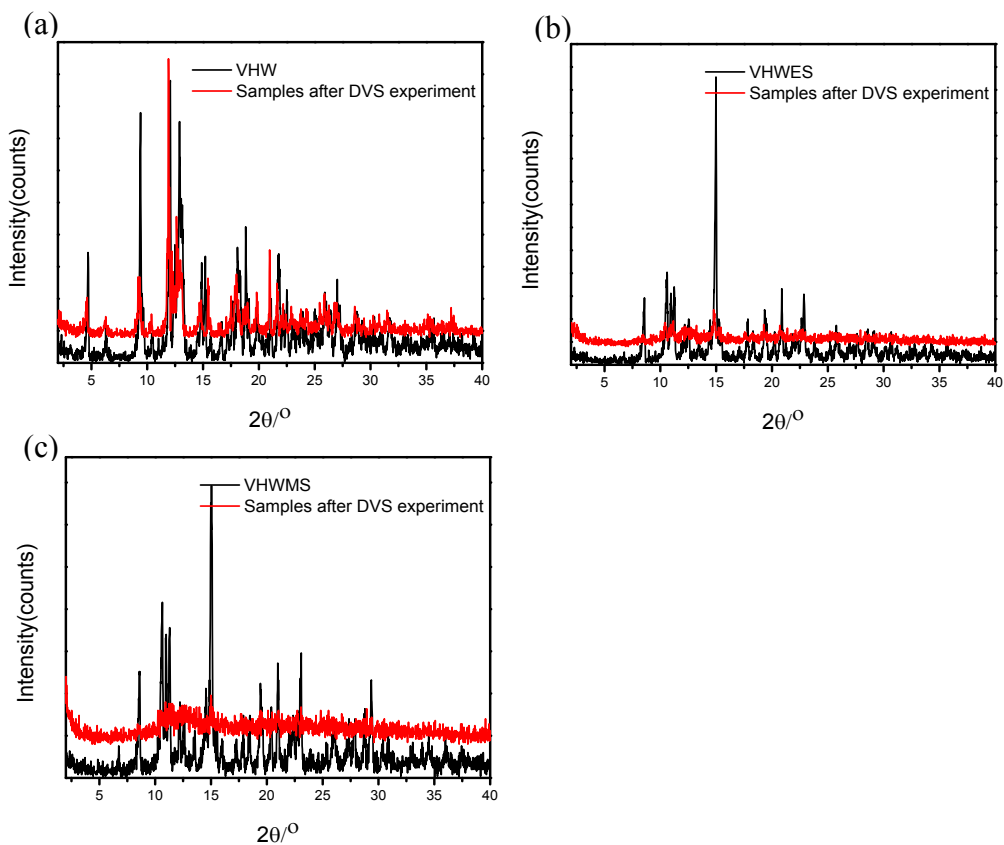 (a)
VHW
Samples after DVS experiment
Intensity(counts)
5 10 15 20 25 30 35 40
2θ/º
(b)
VHWES
Samples after DVS experiment
Intensity(counts)
5 10 15 20 25 30 35 40
2θ/º
(c)
VHWMS
Samples after DVS experiment
Intensity(counts)
5 10 15 20 25 30 35 40
2θ/º